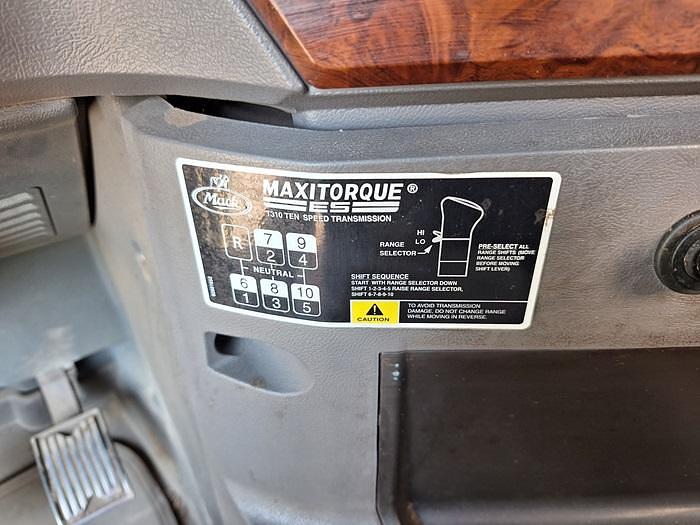 Mack
MAXITORQUE®
ES
T310 TEN SPEED TRANSMISSION
R 7 9
2 4
NEUTRAL
6 8 10
1 3 5
HI
LO
RANGE
SELECTOR
PRE-SELECT ALL
RANGE SHIFTS (MOVE
RANGE SELECTOR
BEFORE MOVING
SHIFT LEVER)
SHIFT SEQUENCE
START WITH RANGE SELECTOR DOWN
SHIFT 1-2-3-4-5 RAISE RANGE SELECTOR,
SHIFT 6-7-8-9-10
CAUTION
TO AVOID TRANSMISSION
DAMAGE, DO NOT CHANGE RANGE
WHILE MOVING IN REVERSE.